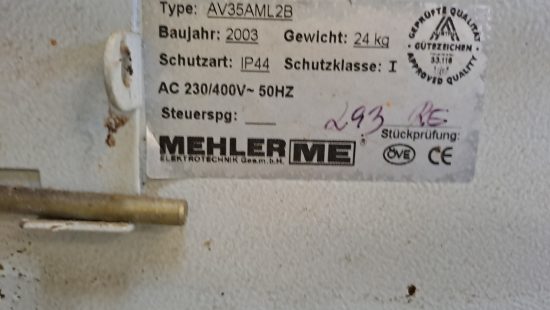 Type: AV35AML2B
Baujahr: 2003 Gewicht: 24 kg
Schutzart: IP44 Schutzklasse: I
AC 230/400V~ 50HZ
Steuerspg:
293 RE
Stückprüfung:
MEHLER ME
ELEKTROTECHNIK Ges.m.b.H.
ÖVE CE
GEPRÜFTE QUALITÄT
GÜTEZEICHEN
APPROVED QUALITY